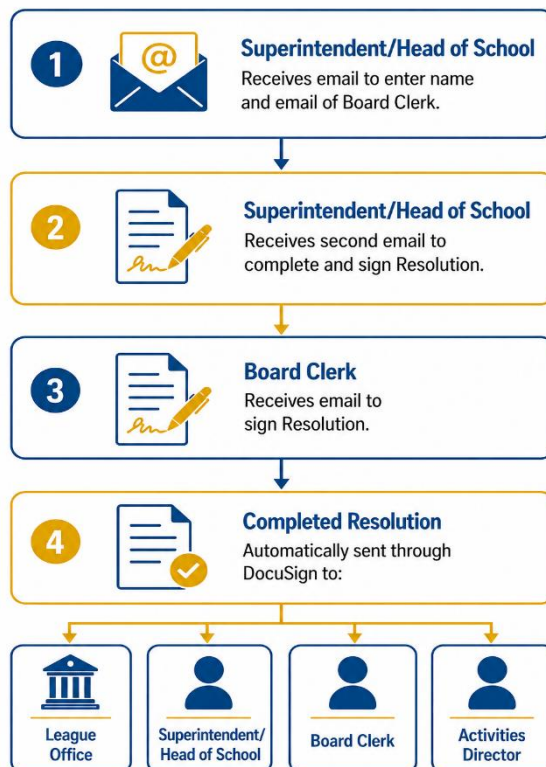 1
@
Superintendent/Head of School
Receives email to enter name
and email of Board Clerk.
2
Superintendent/Head of School
Receives second email to
complete and sign Resolution.
3
Board Clerk
Receives email to
sign Resolution.
4
Completed Resolution
Automatically sent through
DocuSign to:
League
Office
Superintendent/
Head of School
Board Clerk
Activities
Director